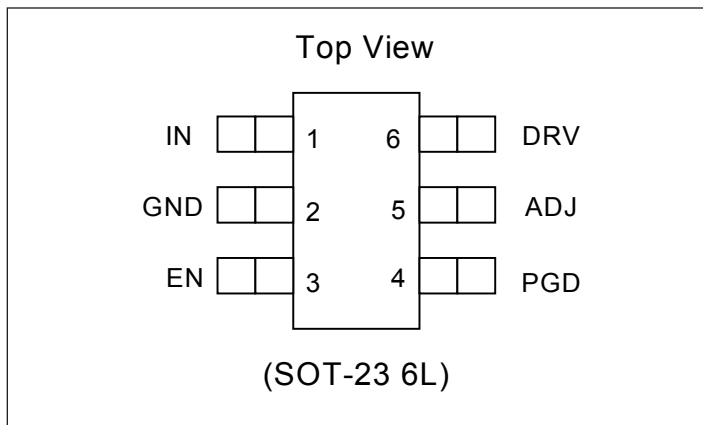 Top View
IN 1 6 DRV
GND 2 5 ADJ
EN 3 4 PGD
(SOT-23 6L)